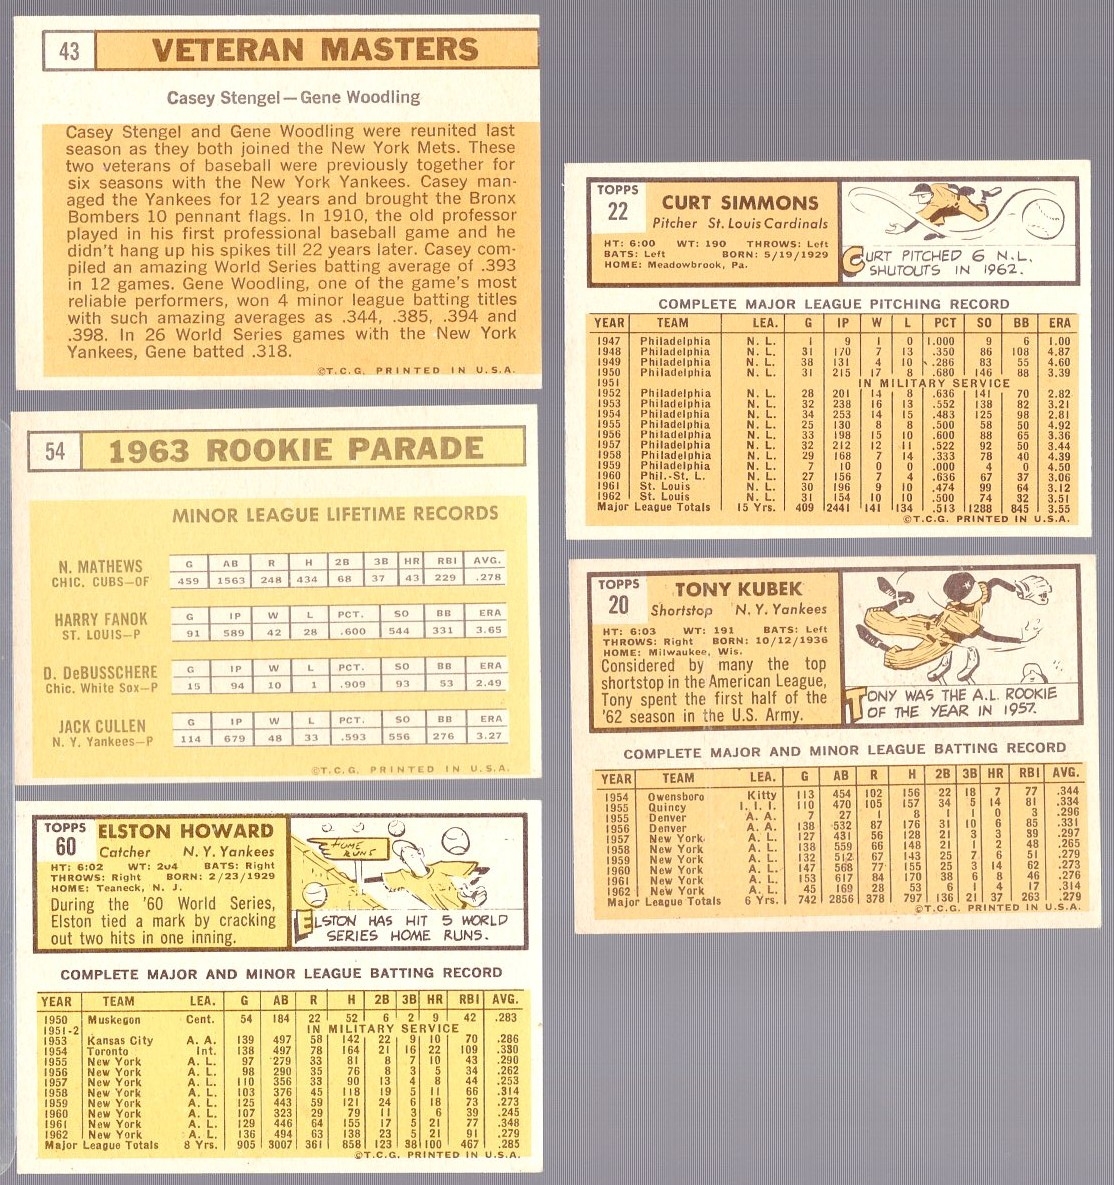 43
VETERAN MASTERS
Casey Stengel—Gene Woodling
Casey Stengel and Gene Woodling were reunited last
season as they both joined the New York Mets. These
two veterans of baseball were previously together for
six seasons with the New York Yankees. Casey man-
aged the Yankees for 12 years and brought the Bronx
Bombers 10 pennant flags. In 1910, the old professor
played in his first professional baseball game and he
didn't hang up his spikes till 22 years later. Casey com-
piled an amazing World Series batting average of .393
in 12 games. Gene Woodling, one of the game's most
reliable performers, won 4 minor league batting titles
with such amazing averages as .344, .385, .394 and
.398. In 26 World Series games with the New York
Yankees, Gene batted .318.
©T.C.G. PRINTED IN U.S.A.
54
1963 ROOKIE PARADE
MINOR LEAGUE LIFETIME RECORDS
N. MATHEWS
CHIC. CUBS—OF
G AB R H 2B 3B HR RBI AVG.
459 1563 248 434 68 37 43 229 .278
HARRY FANOK
ST. LOUIS—P
G IP W L PCT. SO BB ERA
91 589 42 28 .600 544 331 3.65
D. DeBUSSCHERE
Chic. White Sox—P
G IP W L PCT. SO BB ERA
15 94 10 1 .909 93 53 2.49
JACK CULLEN
N. Y. Yankees—P
G IP W L PCT. SO BB ERA
114 679 48 33 .593 556 276 3.27
©T.C.G. PRINTED IN U.S.A.
TOPPS
60
ELSTON HOWARD
Catcher N. Y. Yankees
HT: 6:02 WT: 204 BATS: Right
THROWS: Right BORN: 2/23/1929
HOME: Teaneck, N. J.
During the '60 World Series,
Elston tied a mark by cracking
out two hits in one inning.
HOME
RUNS
ELSTON HAS HIT 5 WORLD
SERIES HOME RUNS.
COMPLETE MAJOR AND MINOR LEAGUE BATTING RECORD
YEAR TEAM LEA. G AB R H 2B 3B HR RBI AVG.
1950 Muskegon Cent. 54 184 22 52 6 2 9 42 .283
1951-2 IN MILITARY SERVICE
1953 Kansas City A. A. 139 497 58 142 22 9 10 70 .286
1954 Toronto Int. 138 497 78 164 21 16 22 109 .330
1955 New York A. L. 97 279 33 81 8 7 10 43 .290
1956 New York A. L. 98 290 35 76 8 3 5 34 .262
1957 New York A. L. 110 356 33 90 13 4 8 44 .253
1958 New York A. L. 103 376 45 118 19 5 11 66 .314
1959 New York A. L. 125 443 59 121 24 6 18 73 .273
1960 New York A. L. 107 323 29 79 11 3 6 39 .245
1961 New York A. L. 129 446 64 155 17 5 21 77 .348
1962 New York A. L. 136 494 63 138 23 5 21 91 .279
Major League Totals 8 Yrs. 905 3007 361 858 123 38 100 467 .285
©T.C.G. PRINTED IN U.S.A.
TOPPS
22
CURT SIMMONS
Pitcher St. Louis Cardinals
HT: 6:00 WT: 190 THROWS: Left
BATS: Left BORN: 5/19/1929
HOME: Meadowbrook, Pa.
CURT PITCHED 6 N.L.
SHUTOUTS IN 1962.
COMPLETE MAJOR LEAGUE PITCHING RECORD
YEAR TEAM LEA. G IP W L PCT SO BB ERA
1947 Philadelphia N. L. 1 9 1 0 1.000 9 6 1.00
1948 Philadelphia N. L. 31 170 7 13 .350 86 108 4.87
1949 Philadelphia N. L. 38 131 4 10 .286 83 55 4.60
1950 Philadelphia N. L. 31 215 17 8 .680 146 88 3.39
1951 IN MILITARY SERVICE
1952 Philadelphia N. L. 28 201 14 8 .636 141 70 2.82
1953 Philadelphia N. L. 32 238 16 13 .552 138 82 3.21
1954 Philadelphia N. L. 34 253 14 15 .483 125 98 2.81
1955 Philadelphia N. L. 25 130 8 8 .500 58 50 4.92
1956 Philadelphia N. L. 33 198 15 10 .600 88 65 3.36
1957 Philadelphia N. L. 32 212 12 11 .522 92 50 3.44
1958 Philadelphia N. L. 29 168 7 14 .333 78 40 4.39
1959 Philadelphia N. L. 7 10 0 0 .000 4 0 4.50
1960 Phil.-St. L. N. L. 27 156 7 4 .636 67 37 3.06
1961 St. Louis N. L. 30 196 9 10 .474 99 64 3.12
1962 St. Louis N. L. 31 154 10 10 .500 74 32 3.51
Major League Totals 15 Yrs. 409 2441 141 134 .513 1288 845 3.55
©T.C.G. PRINTED IN U.S.A.
TOPPS
20
TONY KUBEK
Shortstop N. Y. Yankees
HT: 6:03 WT: 191 BATS: Left
THROWS: Right BORN: 10/12/1936
HOME: Milwaukee, Wis.
Considered by many the top
shortstop in the American League,
Tony spent the first half of the
'62 season in the U.S. Army.
TONY WAS THE A.L. ROOKIE
OF THE YEAR IN 1957.
COMPLETE MAJOR AND MINOR LEAGUE BATTING RECORD
YEAR TEAM LEA. G AB R H 2B 3B HR RBI AVG.
1954 Owensboro Kitty 113 454 102 156 22 18 7 77 .344
1955 Quincy I. I. I. 110 470 105 157 34 5 14 81 .334
1955 Denver A. A. 7 27 1 8 1 1 0 3 .296
1956 Denver A. A. 138 532 87 176 31 10 6 85 .331
1957 New York A. L. 127 431 56 128 21 3 3 39 .297
1958 New York A. L. 138 559 66 148 21 1 2 48 .265
1959 New York A. L. 132 512 67 143 25 7 6 51 .279
1960 New York A. L. 147 568 77 155 25 3 14 62 .273
1961 New York A. L. 153 617 84 170 38 6 8 46 .276
1962 New York A. L. 45 169 28 53 6 1 4 17 .314
Major League Totals 6 Yrs. 742 2856 378 797 136 21 37 263 .279
©T.C.G. PRINTED IN U.S.A.